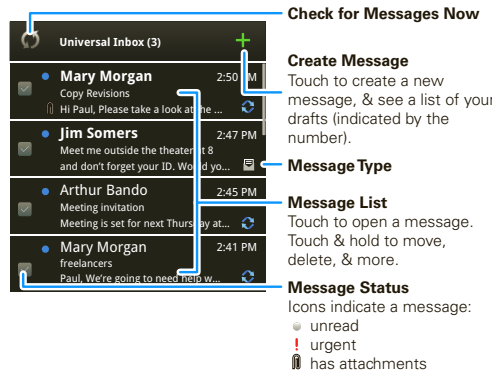 Check for Messages Now
Universal Inbox (3)
Mary Morgan
2:50 PM
Copy Revisions
Hi Paul, Please take a look at the ...
Jim Somers
2:47 PM
Meet me outside the theater at 8
and don't forget your ID. Would yo...
Arthur Bando
2:45 PM
Meeting invitation
Meeting is set for next Thursday at...
Mary Morgan
2:41 PM
freelancers
Paul, We're going to need help w...
Create Message
Touch to create a new
message, & see a list of your
drafts (indicated by the
number).
Message Type
Message List
Touch to open a message.
Touch & hold to move,
delete, & more.
Message Status
Icons indicate a message:
unread
! urgent
has attachments